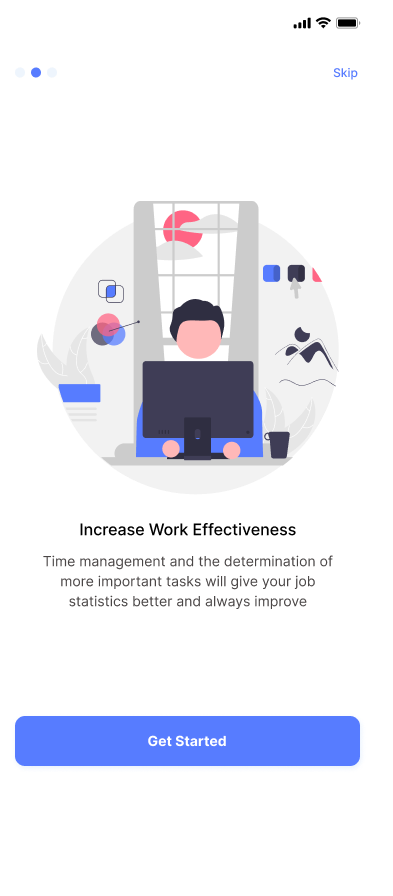 Skip
Increase Work Effectiveness
Time management and the determination of
more important tasks will give your job
statistics better and always improve
Get Started